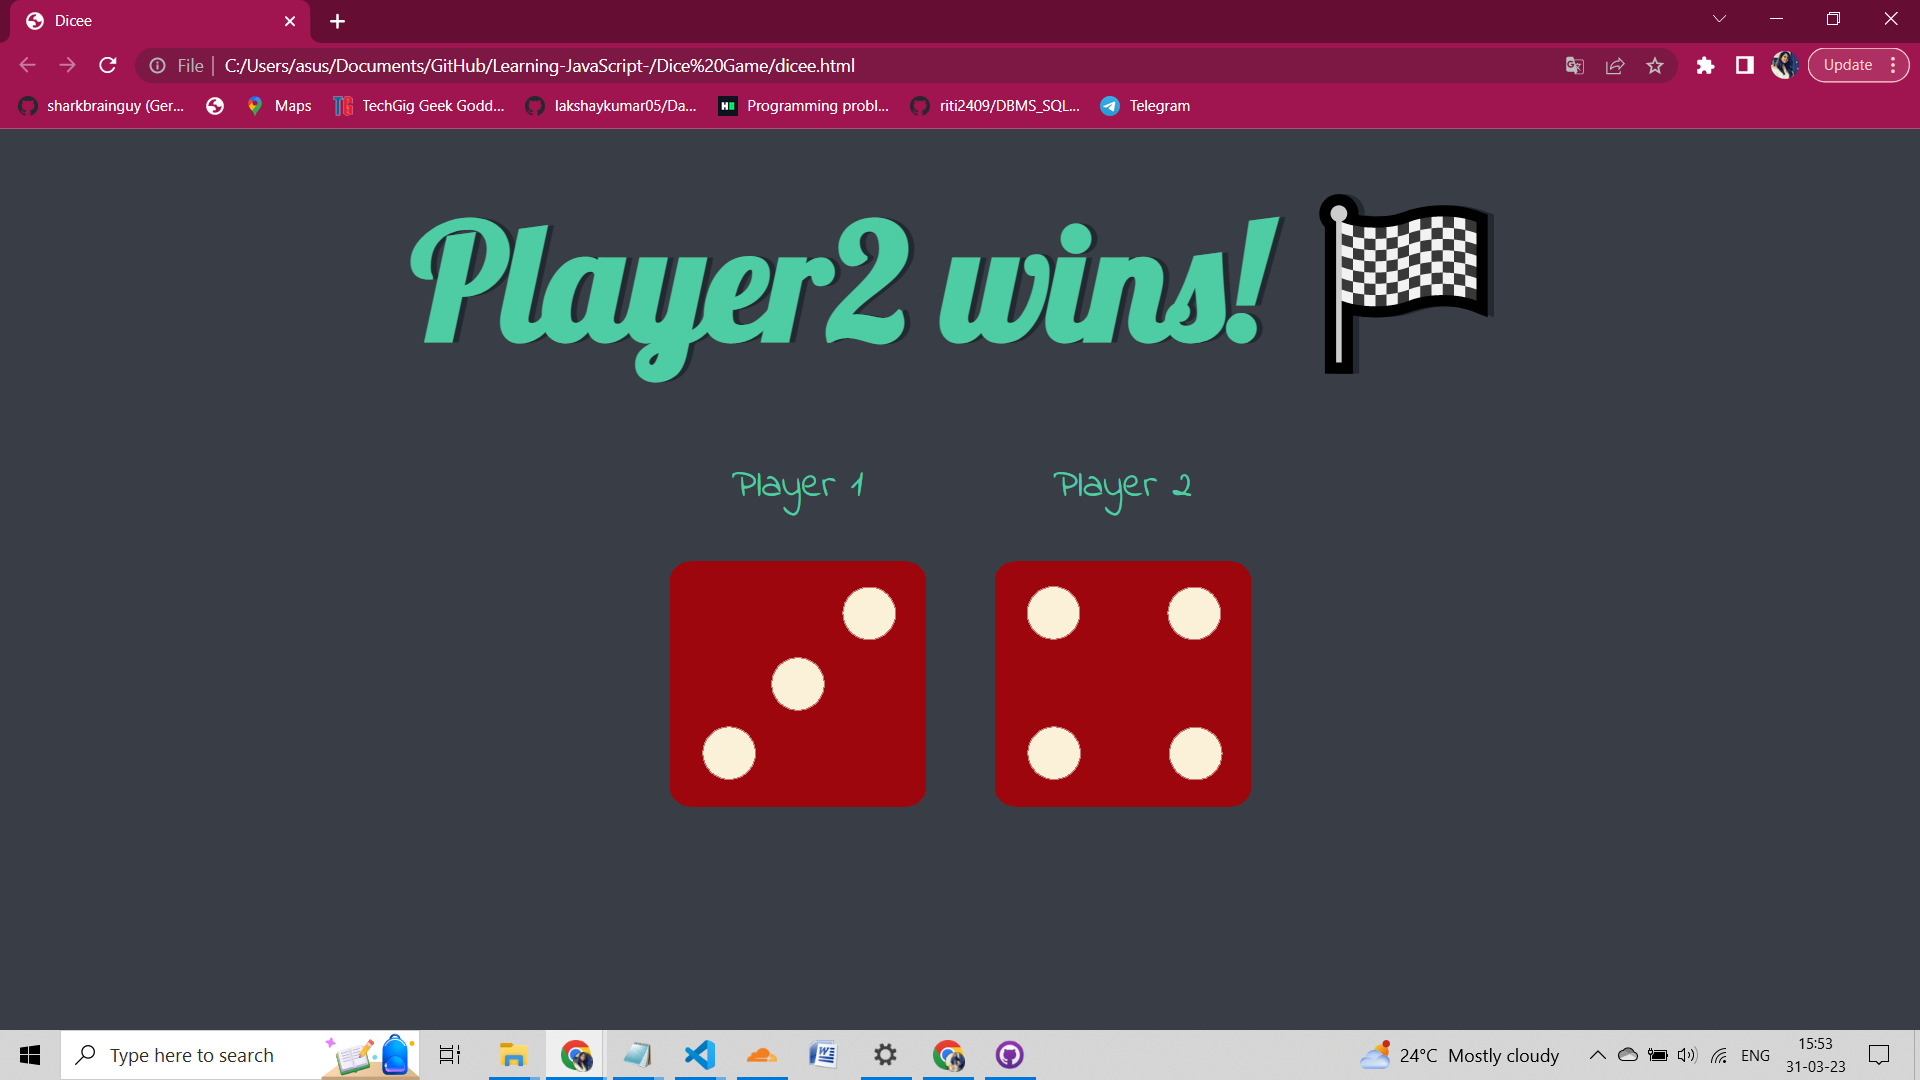 Dicee
File
C:/Users/asus/Documents/GitHub/Learning-JavaScript-/Dice%20Game/dicee.html
Update
sharkbrainguy (Ger...
Maps
TechGig Geek Godd...
lakshaykumar05/Da...
Programming probl...
riti2409/DBMS_SQL...
Telegram
Player2 wins!
Player 1
Player 2
Type here to search
24°C Mostly cloudy
ENG
15:53
31-03-23